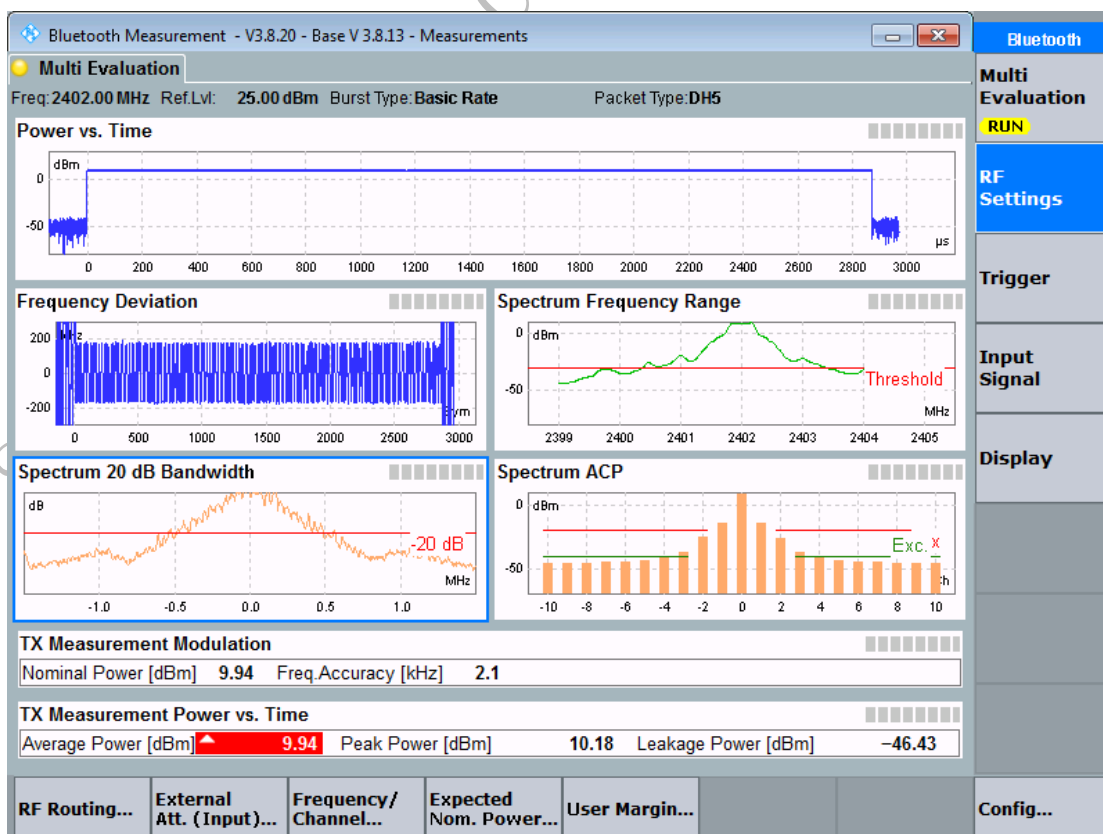 Bluetooth Measurement - V3.8.20 - Base V 3.8.13 - Measurements
Bluetooth
Multi Evaluation
Freq: 2402.00 MHz Ref.Lvl: 25.00 dBm Burst Type: Basic Rate Packet Type: DH5
Multi Evaluation
RUN
RF Settings
Trigger
Input Signal
Display
Power vs. Time
dBm
0
-50
µs
0 200 400 600 800 1000 1200 1400 1600 1800 2000 2200 2400 2600 2800 3000
Frequency Deviation
200
0
-200
0 500 1000 1500 2000 2500 3000
Spectrum Frequency Range
0 dBm
-50
Threshold
MHz
2399 2400 2401 2402 2403 2404 2405
Spectrum 20 dB Bandwidth
dB
-20 dB
MHz
-1.0 -0.5 0.0 0.5 1.0
Spectrum ACP
0 dBm
-50
Exc. x
-10 -8 -6 -4 -2 0 2 4 6 8 10
TX Measurement Modulation
Nominal Power [dBm] 9.94 Freq.Accuracy [kHz] 2.1
TX Measurement Power vs. Time
Average Power [dBm] 9.94 Peak Power [dBm] 10.18 Leakage Power [dBm] -46.43
RF Routing... External Att. (Input)... Frequency/ Channel... Expected Nom. Power... User Margin... Config...